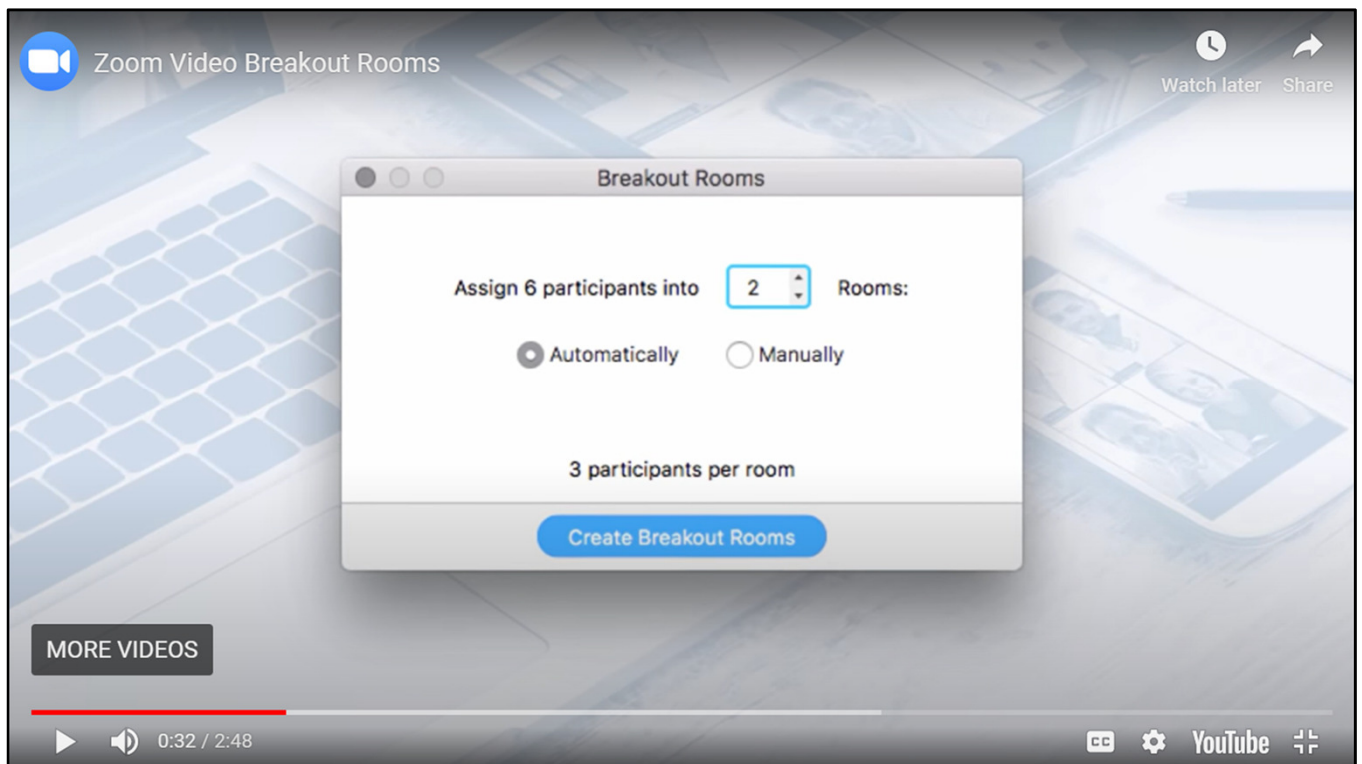 Zoom Video Breakout Rooms
Watch later Share
Breakout Rooms
Assign 6 participants into 2 Rooms:
Automatically Manually
3 participants per room
Create Breakout Rooms
MORE VIDEOS
0:32 / 2:48
CC YouTube